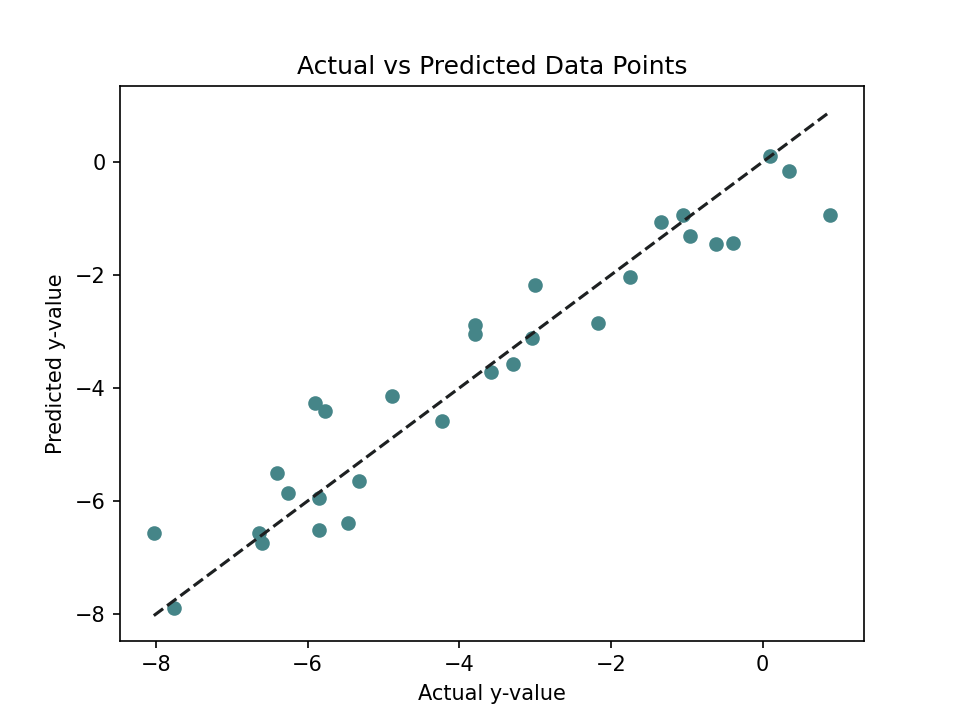 Actual vs Predicted Data Points
Predicted y-value
0
−2
−4
−6
−8
−8 −6 −4 −2 0
Actual y-value